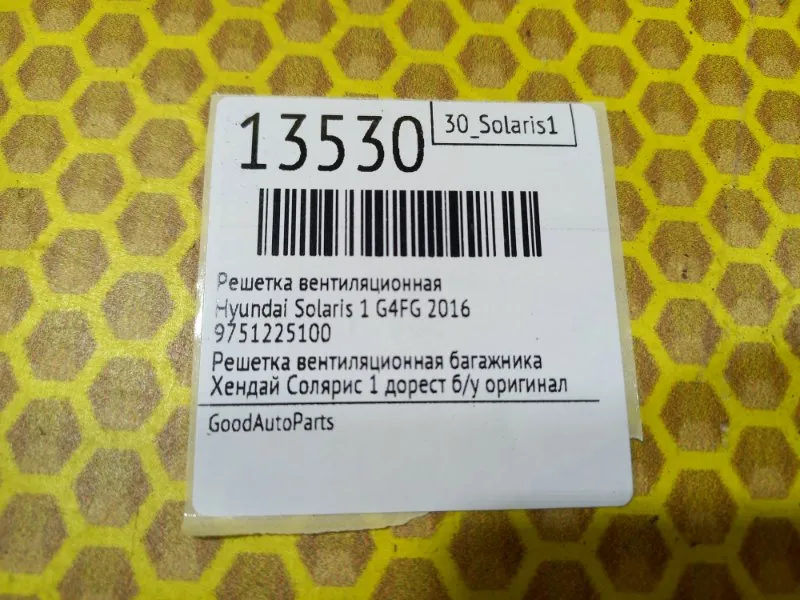 13530
30_Solaris1
Решетка вентиляционная
Hyundai Solaris 1 G4FG 2016
9751225100
Решетка вентиляционная багажника
Хендай Солярис 1 дорест б/у оригинал
GoodAutoParts